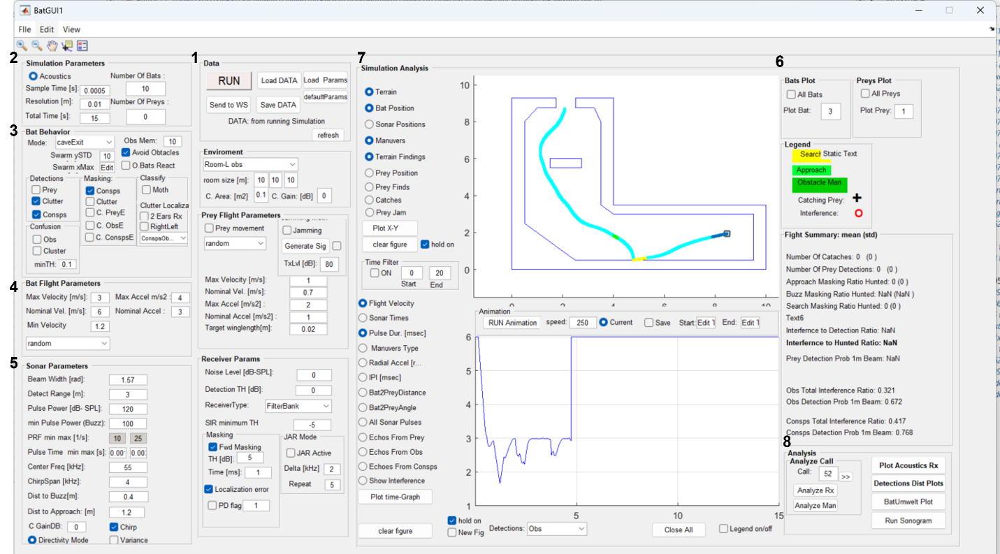 BatGUI1
FIle Edit View
2
Simulation Parameters
Acoustics
Number Of Bats :
Sample Time [s]: 0.0005
10
Resolution [m]: 0.01
Number Of Preys :
Total Time [s]: 15
0
3
Bat Behavior
Mode: caveExit
Obs Mem: 10
Swarm ySTD 10
Avoid Obtacles
Swarm xMax Edit
O.Bats React
Detections
Prey
Clutter
Consps
Masking:
Consps
Clutter
C. PreyE
C. ObsE
C. ConspsE
Classify
Moth
Clutter Localiza
2 Ears Rx
RightLeft
ConspsOb...
Confusion
Obs
Cluster
minTH: 0.1
4
Bat Filght Parameters
Max Velocity [m/s]: 3 Max Accel m/s2 : 4
Nominal Vel. [m/s]: 6 Nominal Accel : 3
Min Velocity 1.2
random
5
Sonar Parameters
Beam Width [rad]: 1.57
Detect Range [m]: 3
Pulse Power [dB- SPL]: 120
min Pulse Power (Buzz): 100
PRF min max [1/s]: 10 25
Pulse Time min max [s]: 0.00 0.00
Center Freq [kHz]: 55
ChirpSpan [kHz]: 4
Dist to Buzz[m]: 0.4
Dist to Approach: [m] 1.2
C GainDB: 0 Chirp
Directivity Mode Variance
1
Data
RUN Load DATA Load Params
defaultParams
Send to WS Save DATA
DATA: from running Simulation
refresh
Enviroment
Room-L obs
room size [m]: 10 10 10
C. Area: [m2] 0.1 C. Gain: [dB] 0
Prey Flight Parameters
Prey movement
random
Jamming
Generate Sig
TxLvl [dB]: 80
Max Velocity [m/s]: 1
Nominal Vel. [m/s]: 0.7
Max Accel [m/s2] : 2
Nominal Accel [m/s2] : 1
Target winglength[m]: 0.02
Receiver Params
Noise Level [dB-SPL]: 0
Detection TH [dB]: 0
ReceiverType: FilterBank
SIR minimum TH -5
Masking
Fwd Masking
TH [dB]: 5
Time [ms]: 1
Localization error
PD flag 1
JAR Mode
JAR Active
Delta [kHz] 2
Repeat 5
7
Simulation Analysis
Terrain
Bat Position
Sonar Positions
Manuvers
Terrain Findings
Prey Position
Prey Finds
Catches
Prey Jam
Plot X-Y
clear figure hold on
Time Filter
ON 0 20
Start End
Flight Velocity
Sonar Times
Pulse Dur. [msec]
Manuvers Type
Radial Accel [r...
IPI [msec]
Bat2PreyDistance
Bat2PreyAngle
All Sonar Pulses
Echos From Prey
Echos From Obs
Echoes From Consps
Show Interference
Plot time-Graph
clear figure
10
8
6
4
2
0
0 2 4 6 8 10
Animation
RUN Animation speed: 250 Current Save Start: Edit T End: Edit T
6
5
4
3
2
1
5 10 15
hold on
New Fig
Detections: Obs
Close All
Legend on/off
6
Bats Plot
All Bats
Plot Bat: 3
Preys Plot
All Preys
Plot Prey: 1
Legend
Search Static Text
Approach
Obstacle Man
Catching Prey: +
Interference: O
Fight Summary: mean (std)
Number Of Cataches: 0 (0 )
Number Of Prey Detections: 0 (0 )
Approach Masking Ratio Hunted: 0 (0 )
Buzz Masking Ratio Hunted: NaN (NaN )
Search Masking Ratio Hunted: 0 (0 )
Text6
Interfernce to Detection Ratio: NaN
Interfernce to Hunted Ratio: NaN
Prey Detection Prob 1m Beam: NaN
Obs Total Interference Ratio: 0.321
Obs Detection Prob 1m Beam: 0.672
Consps Total Interference Ratio: 0.417
Consps Detection Prob 1m Beam: 0.768
8
Analysis
Analyze Call
Call: 52 >>
Analyze Rx
Analyze Man
Plot Acoustics Rx
Detections Dist Plots
BatUmwelt Plot
Run Sonogram